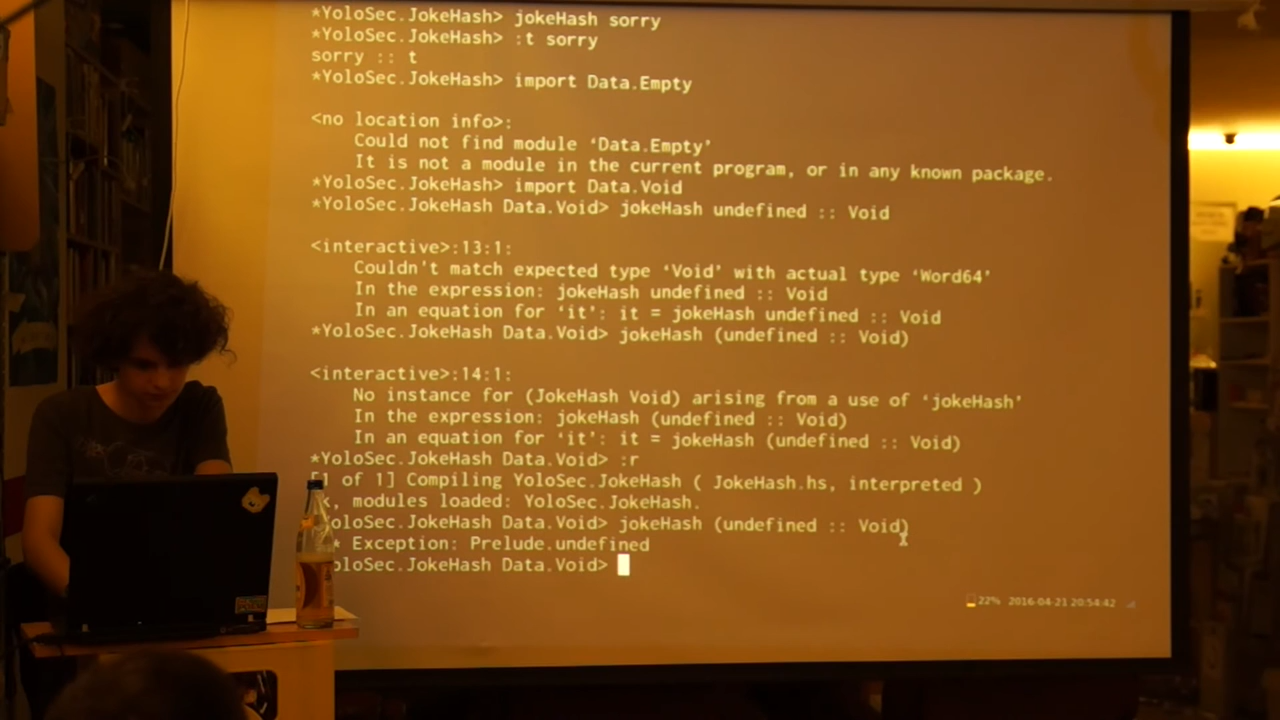 *YoloSec.JokeHash> jokeHash sorry
*YoloSec.JokeHash> :t sorry
sorry :: t
*YoloSec.JokeHash> import Data.Empty
<no location info>:
Could not find module ‘Data.Empty’
It is not a module in the current program, or in any known package.
*YoloSec.JokeHash> import Data.Void
*YoloSec.JokeHash Data.Void> jokeHash undefined :: Void
<interactive>:13:1:
Couldn't match expected type ‘Void’ with actual type ‘Word64’
In the expression: jokeHash undefined :: Void
In an equation for ‘it’: it = jokeHash undefined :: Void
*YoloSec.JokeHash Data.Void> jokeHash (undefined :: Void)
<interactive>:14:1:
No instance for (JokeHash Void) arising from a use of ‘jokeHash’
In the expression: jokeHash (undefined :: Void)
In an equation for ‘it’: it = jokeHash (undefined :: Void)
*YoloSec.JokeHash Data.Void> :r
[1 of 1] Compiling YoloSec.JokeHash ( JokeHash.hs, interpreted )
k, modules loaded: YoloSec.JokeHash.
oloSec.JokeHash Data.Void> jokeHash (undefined :: Void)
* Exception: Prelude.undefined
oloSec.JokeHash Data.Void>
22% 2016-04-21 20:54:42